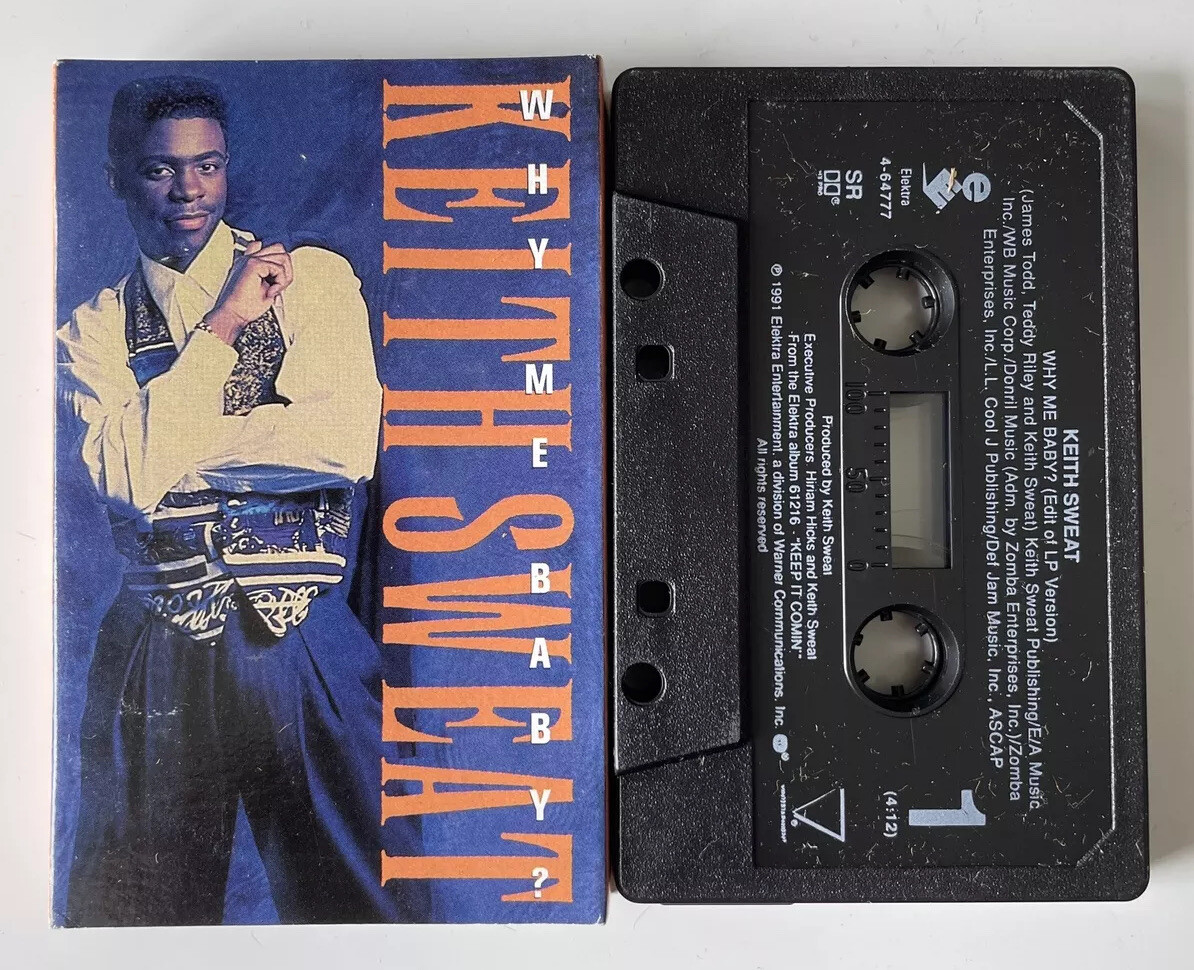 KEITH SWEAT
WHY ME BABY?
KEITH SWEAT
WHY ME BABY? (Edit of LP Version)
(James Todd, Teddy Riley and Keith Sweat) Keith Sweat Publishing/E/A Music
Inc./WB Music Corp./Donril Music (Adm. by Zomba Enterprises, Inc.)/Zomba
Enterprises, Inc./L.L. Cool J Publishing/Def Jam Music, Inc., ASCAP
e
Elektra
4-64777
SR
HX PRO
1
(4:12)
100 50 0
Produced by Keith Sweat
Executive Producers: Hiriam Hicks and Keith Sweat
From the Elektra album 61216 - "KEEP IT COMIN'"
℗ 1991 Elektra Entertainment, a division of Warner Communications, Inc.
All rights reserved